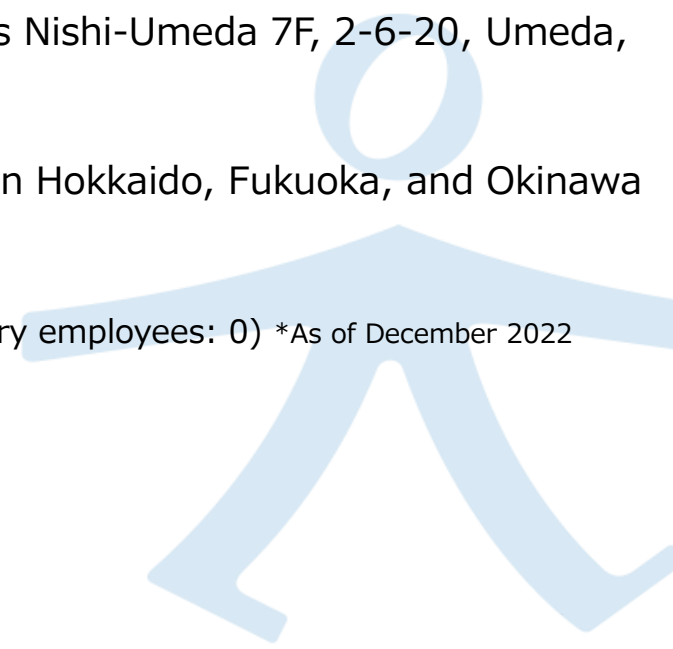 s Nishi-Umeda 7F, 2-6-20, Umeda,
n Hokkaido, Fukuoka, and Okinawa
ry employees: 0) *As of December 2022